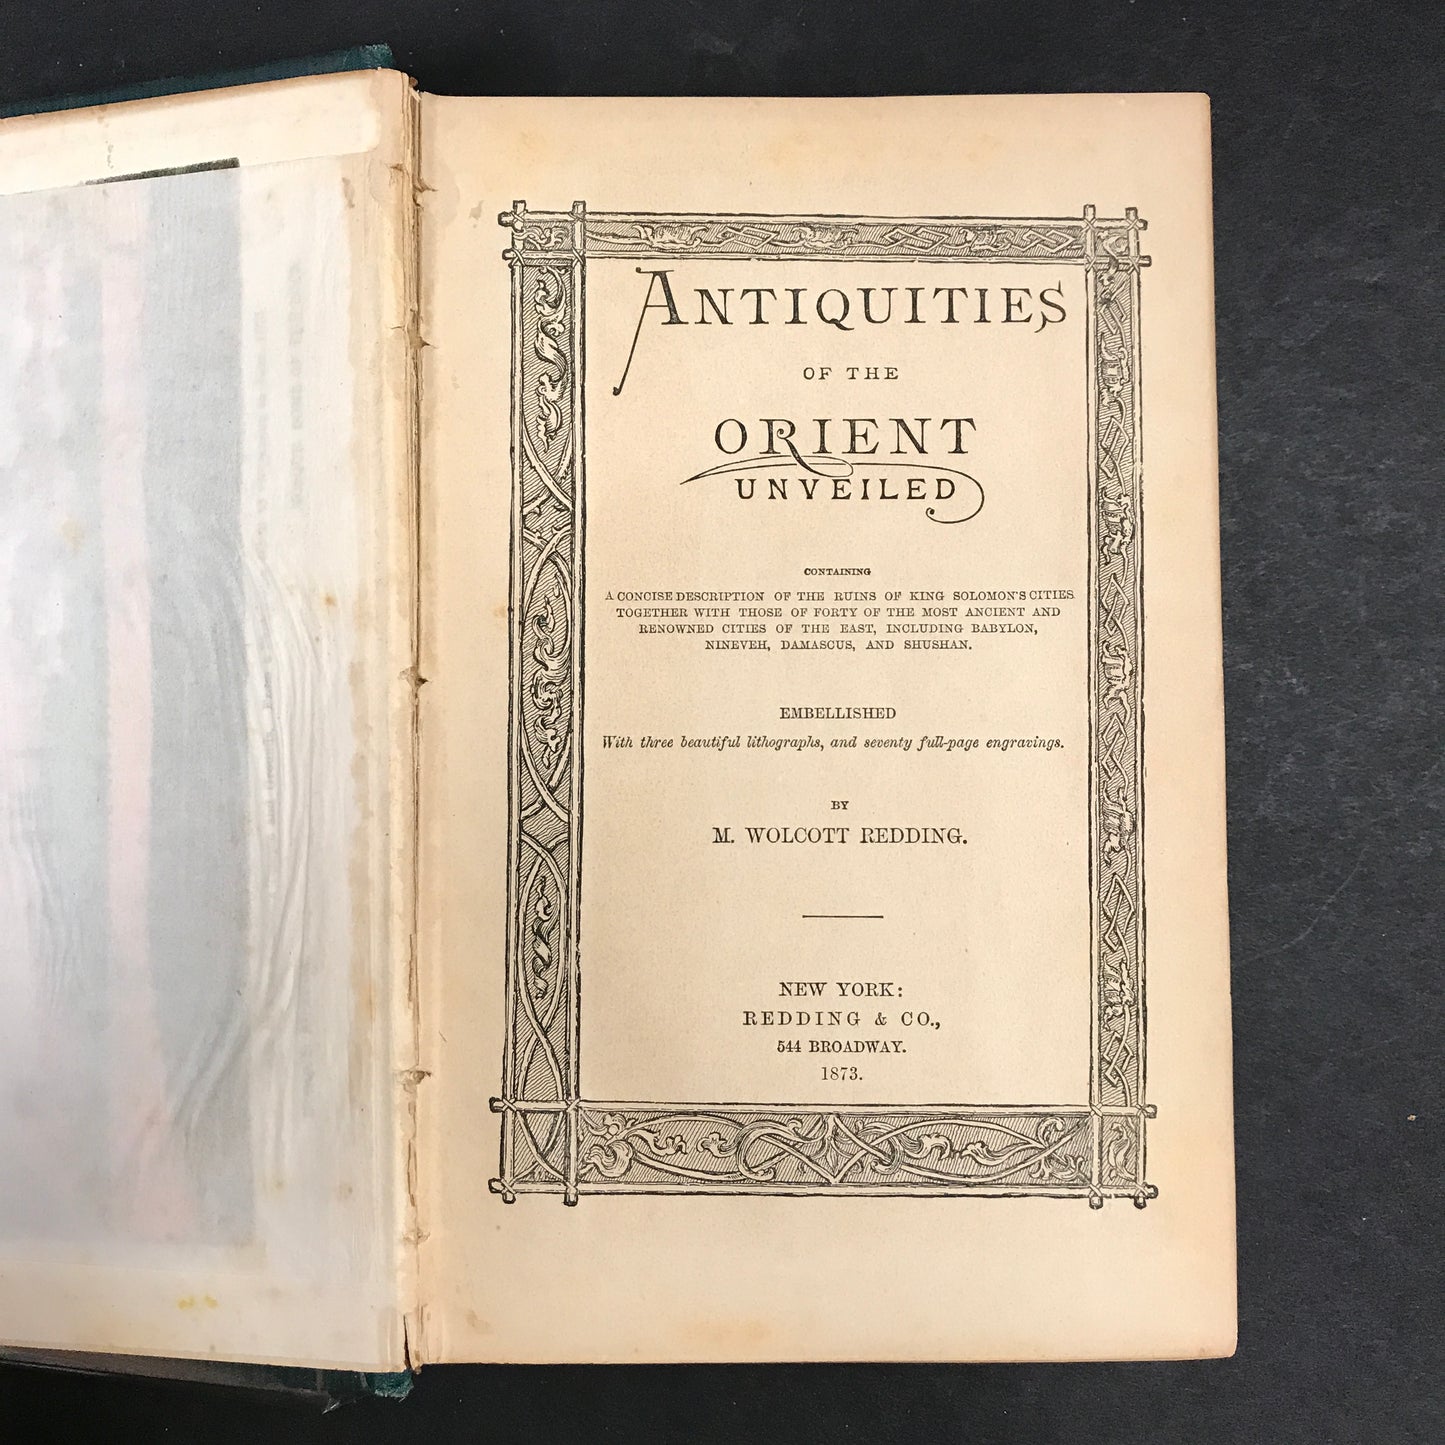 ANTIQUITIES
OF THE
ORIENT
UNVEILED
CONTAINING
A CONCISE DESCRIPTION OF THE RUINS OF KING SOLOMON'S CITIES
TOGETHER WITH THOSE OF FORTY OF THE MOST ANCIENT AND
RENOWNED CITIES OF THE EAST, INCLUDING BABYLON,
NINEVEH, DAMASCUS, AND SHUSHAN.
EMBELLISHED
With three beautiful lithographs, and seventy full-page engravings.
BY
M. WOLCOTT REDDING.
NEW YORK:
REDDING & CO.,
544 BROADWAY.
1873.